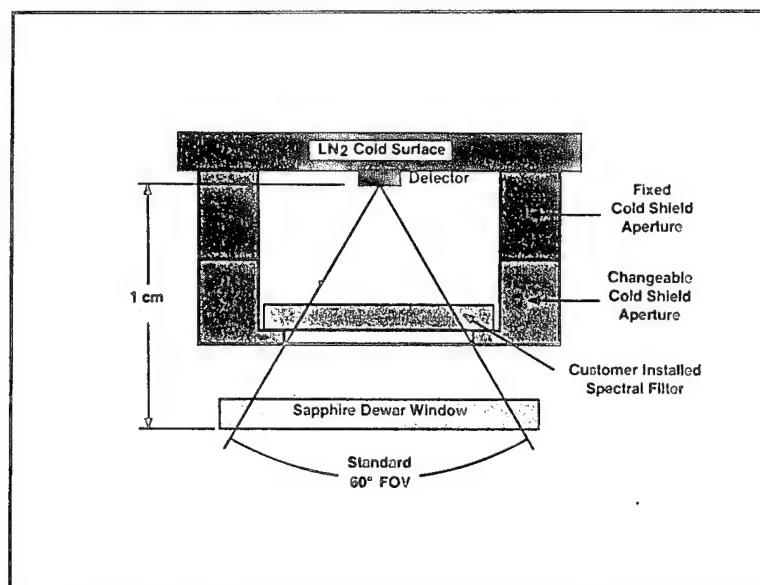 LN2 Cold Surface
Detector
Fixed
Cold Shield
Aperture
1 cm
Changeable
Cold Shield
Aperture
Customer Installed
Spectral Filter
Sapphire Dewar Window
Standard
60° FOV